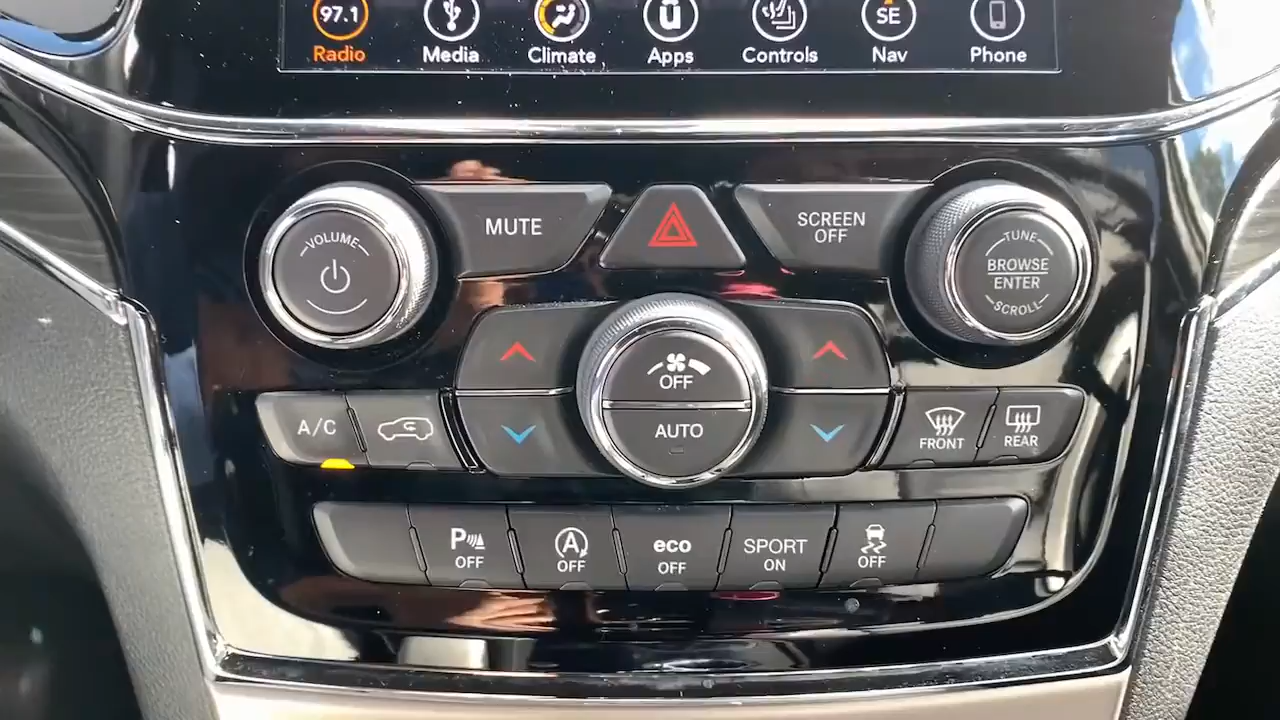 97.1
SE
Radio
Media
Climate
Apps
Controls
Nav
Phone
VOLUME
MUTE
SCREEN
OFF
TUNE
BROWSE
ENTER
SCROLL
OFF
AUTO
A/C
FRONT
REAR
P
OFF
A
OFF
eco
OFF
SPORT
ON
OFF